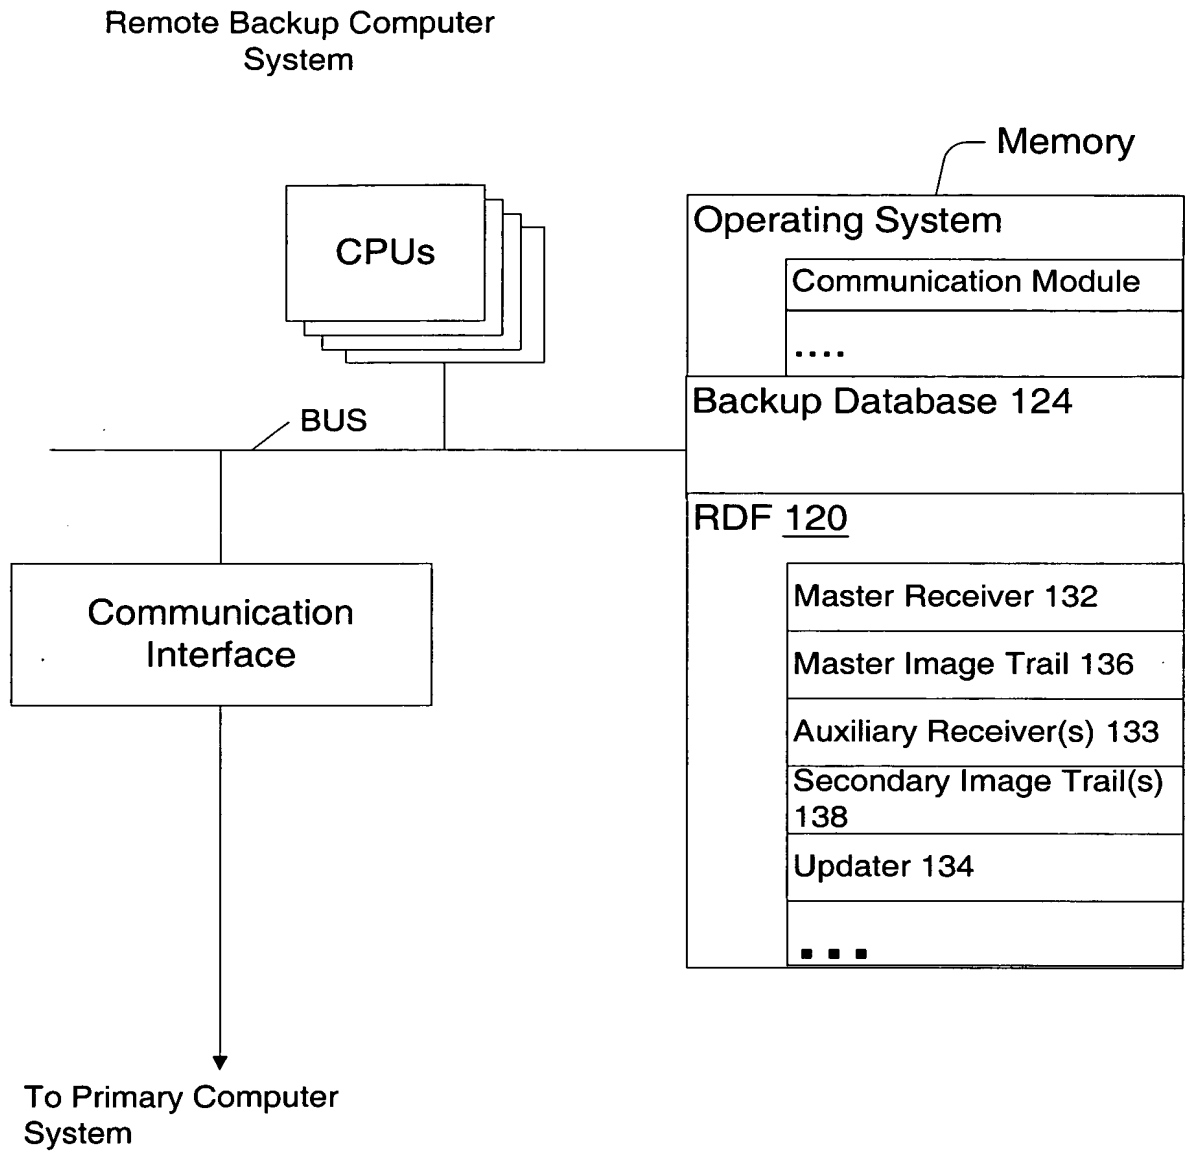 Remote Backup Computer
System
Memory
Operating System
CPUs
Communication Module
....
Backup Database 124
BUS
RDF 120
Master Receiver 132
Communication
Interface
Master Image Trail 136
Auxiliary Receiver(s) 133
Secondary Image Trail(s)
138
Updater 134
...
To Primary Computer
System